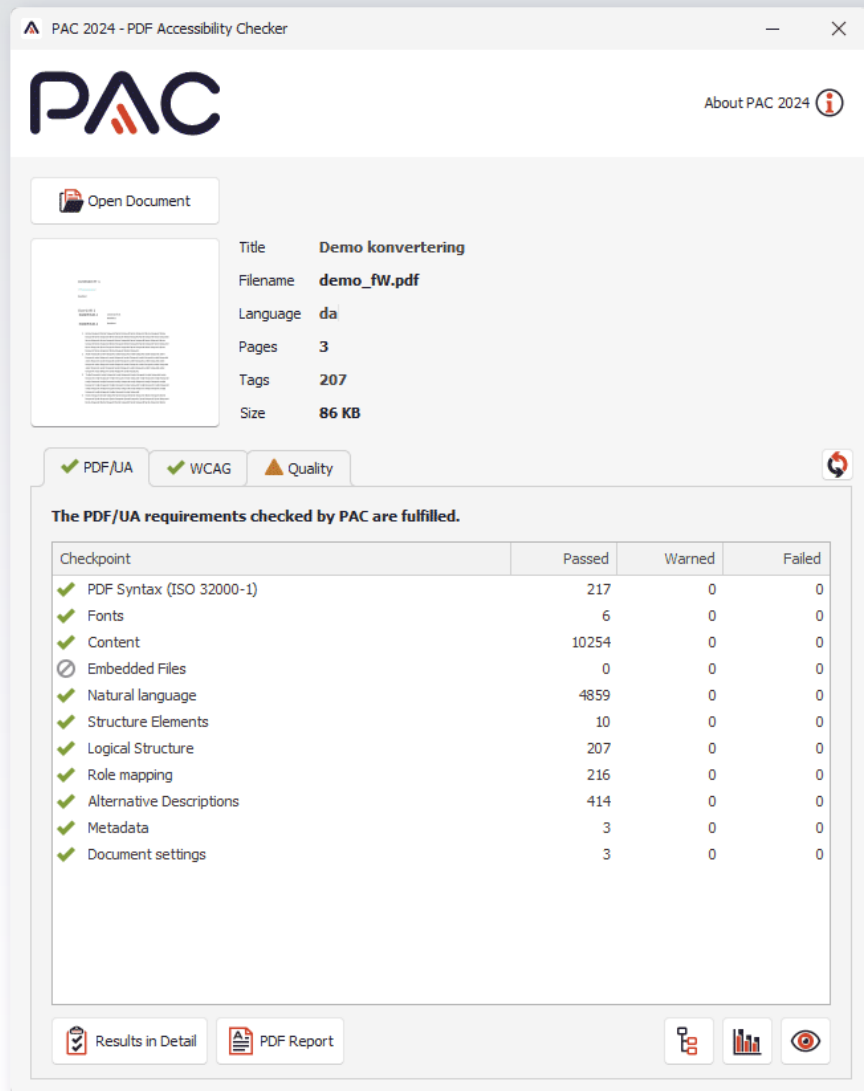 PAC 2024 - PDF Accessibility Checker
PAC
About PAC 2024
Open Document
Title Demo konvertering
Filename demo_fW.pdf
Language da
Pages 3
Tags 207
Size 86 KB
PDF/UA WCAG Quality
The PDF/UA requirements checked by PAC are fulfilled.
Checkpoint Passed Warned Failed
PDF Syntax (ISO 32000-1) 217 0 0
Fonts 6 0 0
Content 10254 0 0
Embedded Files 0 0 0
Natural language 4859 0 0
Structure Elements 10 0 0
Logical Structure 207 0 0
Role mapping 216 0 0
Alternative Descriptions 414 0 0
Metadata 3 0 0
Document settings 3 0 0
Results in Detail PDF Report